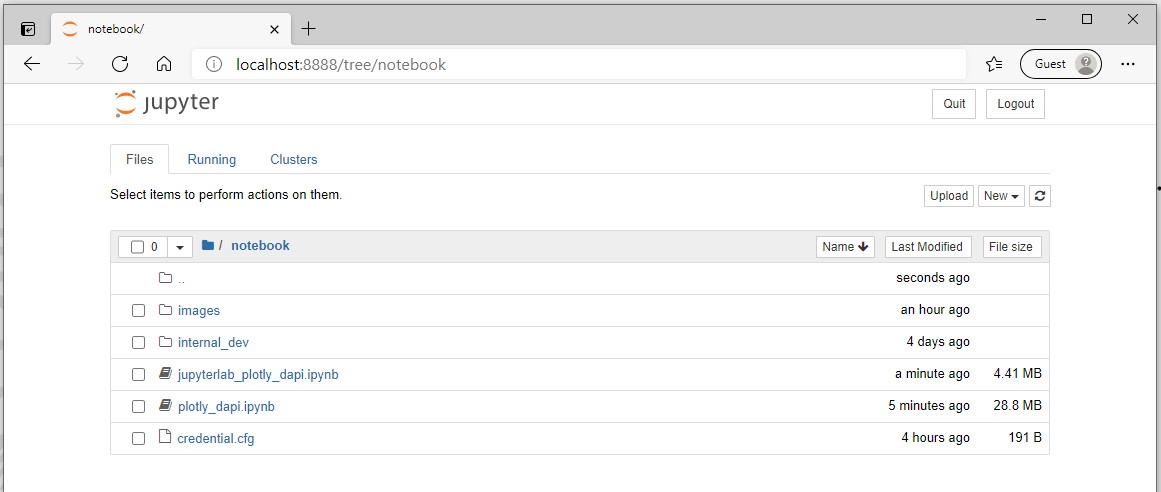 notebook/
localhost:8888/tree/notebook
Guest
jupyter
Quit
Logout
Files
Running
Clusters
Select items to perform actions on them.
Upload
New
0
/ notebook
Name
Last Modified
File size
.. seconds ago
images an hour ago
internal_dev 4 days ago
jupyterlab_plotly_dapi.ipynb a minute ago 4.41 MB
plotly_dapi.ipynb 5 minutes ago 28.8 MB
credential.cfg 4 hours ago 191 B